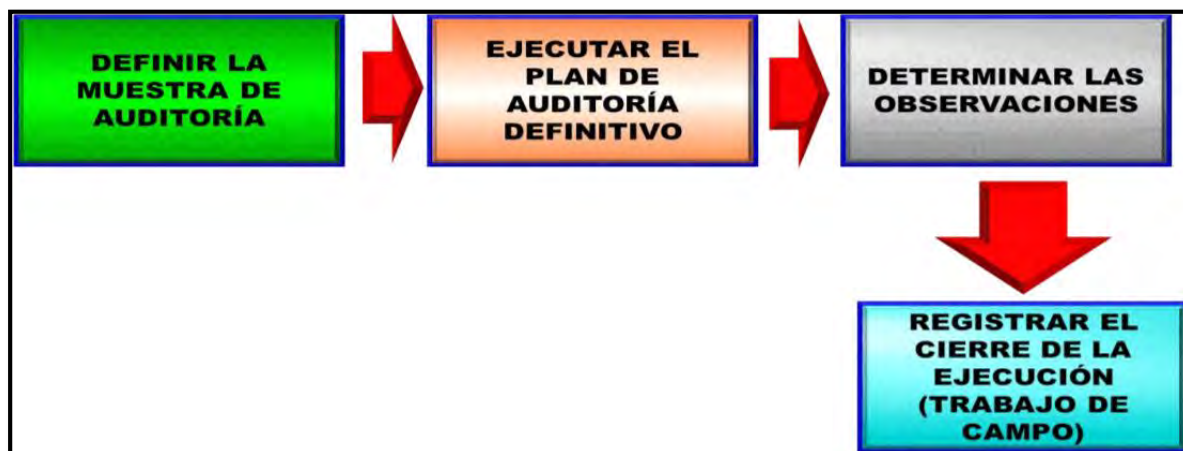 DEFINIR LA
MUESTRA DE
AUDITORÍA
EJECUTAR EL
PLAN DE
AUDITORÍA
DEFINITIVO
DETERMINAR LAS
OBSERVACIONES
REGISTRAR EL
CIERRE DE LA
EJECUCIÓN
(TRABAJO DE
CAMPO)